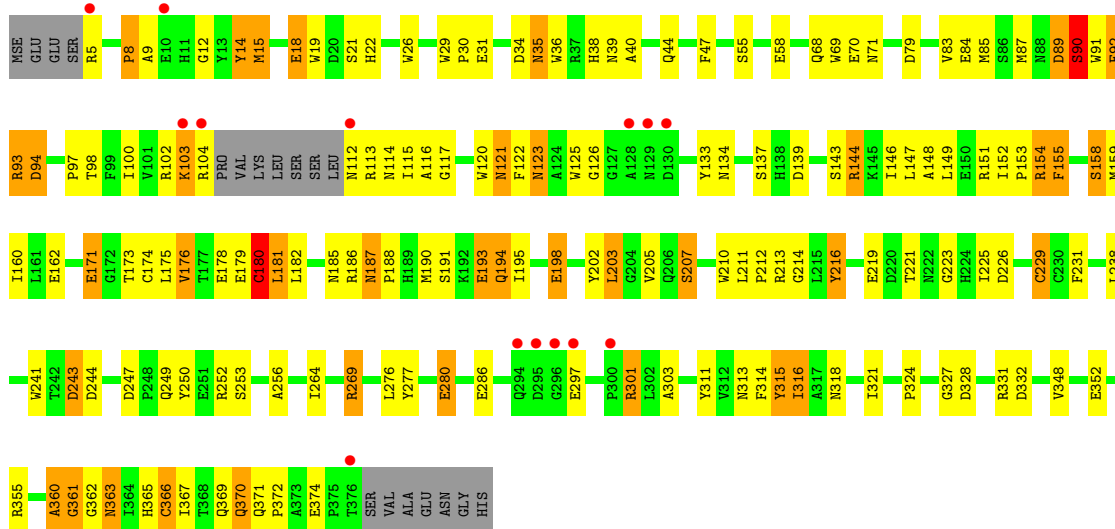 MSE GLU GLU SER R5 P8 A9 E10 H11 G12 Y13 Y14 M15 E18 W19 D20 S21 H22 W26 W29 P30 E31 D34 N35 W36 R37 H38 N39 A40 Q44 F47 S55 E58 Q68 W69 E70 N71 D79 V83 E84 M85 S86 M87 N88 D89 S90 W91 E92
R93 D94 P97 T98 F99 I100 V101 R102 K103 R104 PRO VAL LYS LEU SER SER LEU N112 R113 N114 I115 A116 G117 W120 N121 F122 N123 A124 W125 G126 G127 A128 N129 D130 Y133 N134 S137 H138 D139 S143 R144 K145 I146 L147 A148 L149 E150 R151 I152 P153 R154 F155 S158 M159
I160 L161 E162 E171 G172 T173 C174 L175 V176 T177 E178 E179 C180 L181 L182 N185 R186 N187 P188 H189 M190 S191 K192 E193 Q194 I195 E198 Y202 L203 G204 V205 Q206 S207 W210 L211 P212 R213 G214 L215 Y216 E219 D220 T221 N222 G223 H224 I225 D226 C229 C230 F231 L238
W241 T242 D243 D244 D247 P248 Q249 Y250 E251 R252 S253 A256 I264 R269 L276 Y277 E280 E286 Q294 D295 G296 E297 P300 R301 L302 A303 Y311 V312 N313 F314 Y315 I316 A317 N318 I321 P324 G327 D328 R331 D332 V348 E352
R355 A360 G361 G362 N363 I364 H365 C366 I367 T368 Q369 Q370 Q371 P372 A373 E374 P375 T376 SER VAL ALA GLU ASN GLY HIS